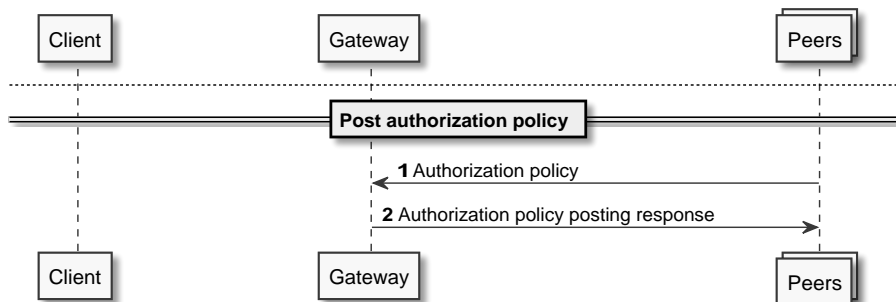 Client Gateway Peers
Post authorization policy
1 Authorization policy
2 Authorization policy posting response
Client Gateway Peers